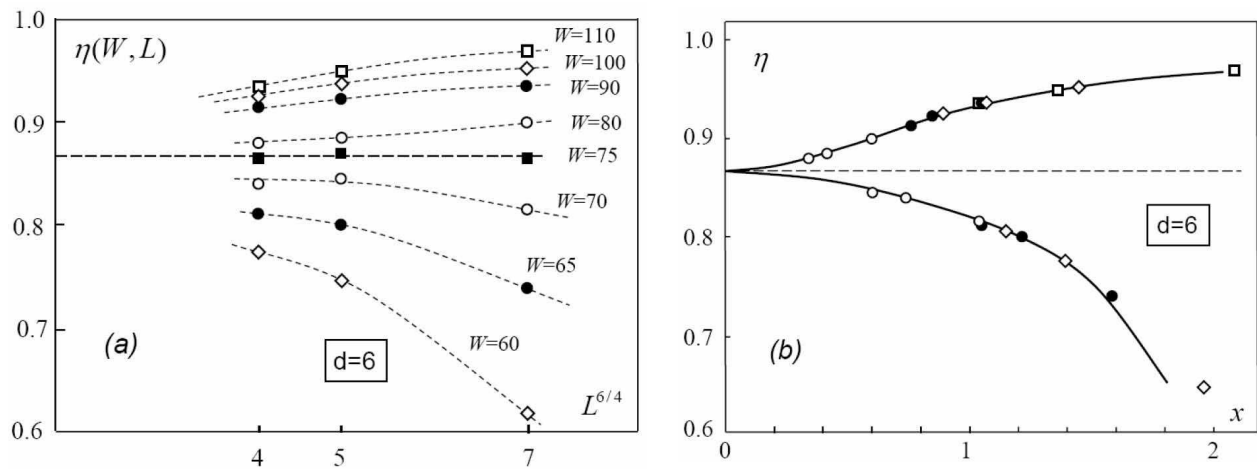 1.0
η(W,L)
W=110
W=100
W=90
0.9
W=80
W=75
W=70
0.8
W=65
0.7
(a)
W=60
d=6
L^{6/4}
0.6
4
5
7
1.0
η
0.9
0.8
d=6
0.7
(b)
x
0.6
0
1
2